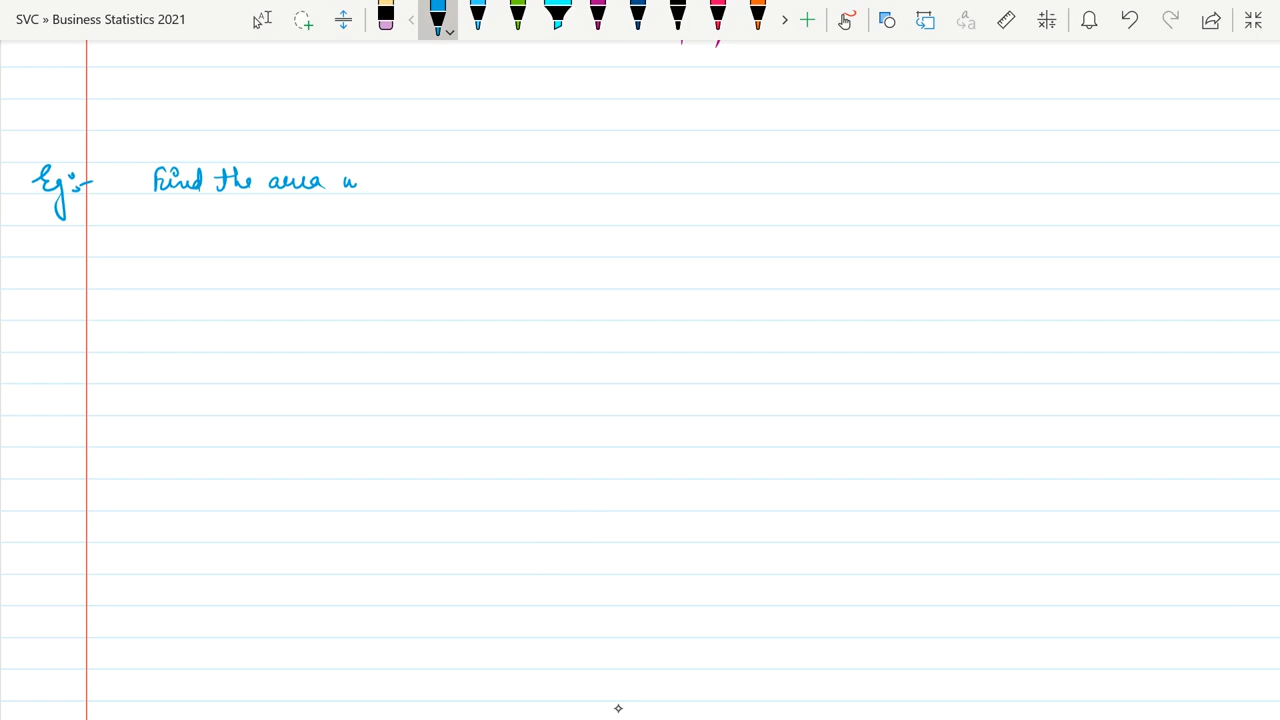 SVC » Business Statistics 2021
Eg:- Find the area u